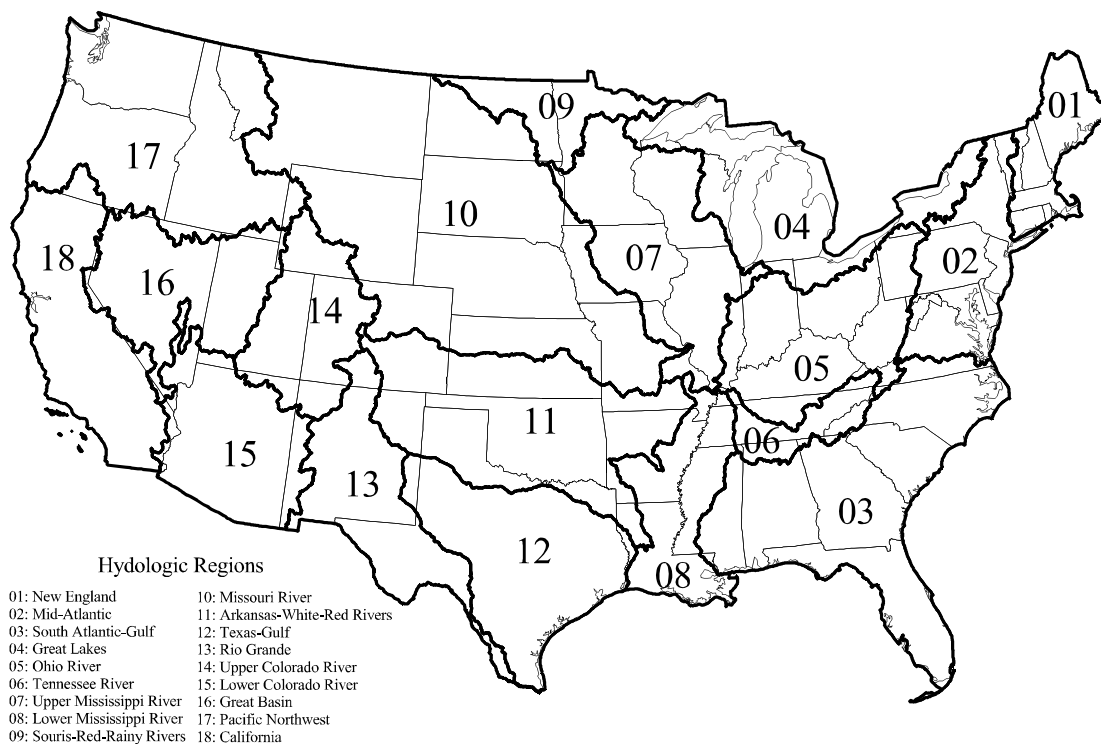 01
09
17
10
04
18
07
02
16
14
05
11
06
15
13
03
12
08
Hydologic Regions
01: New England 10: Missouri River
02: Mid-Atlantic 11: Arkansas-White-Red Rivers
03: South Atlantic-Gulf 12: Texas-Gulf
04: Great Lakes 13: Rio Grande
05: Ohio River 14: Upper Colorado River
06: Tennessee River 15: Lower Colorado River
07: Upper Mississippi River 16: Great Basin
08: Lower Mississippi River 17: Pacific Northwest
09: Souris-Red-Rainy Rivers 18: California